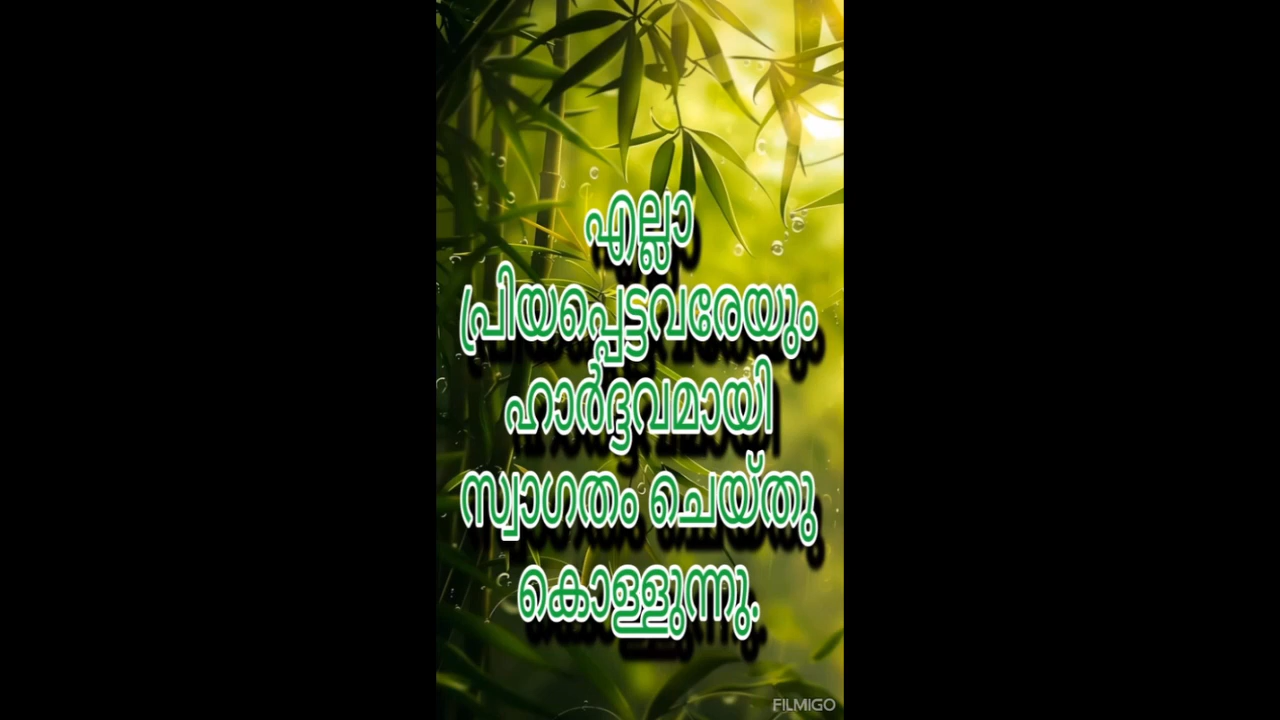 എല്ലാ
പ്രിയപ്പെട്ടവരേയും
ഹാർദ്ദവമായി
സ്വാഗതം ചെയ്തു
കൊള്ളുന്നു.
FILMIGO